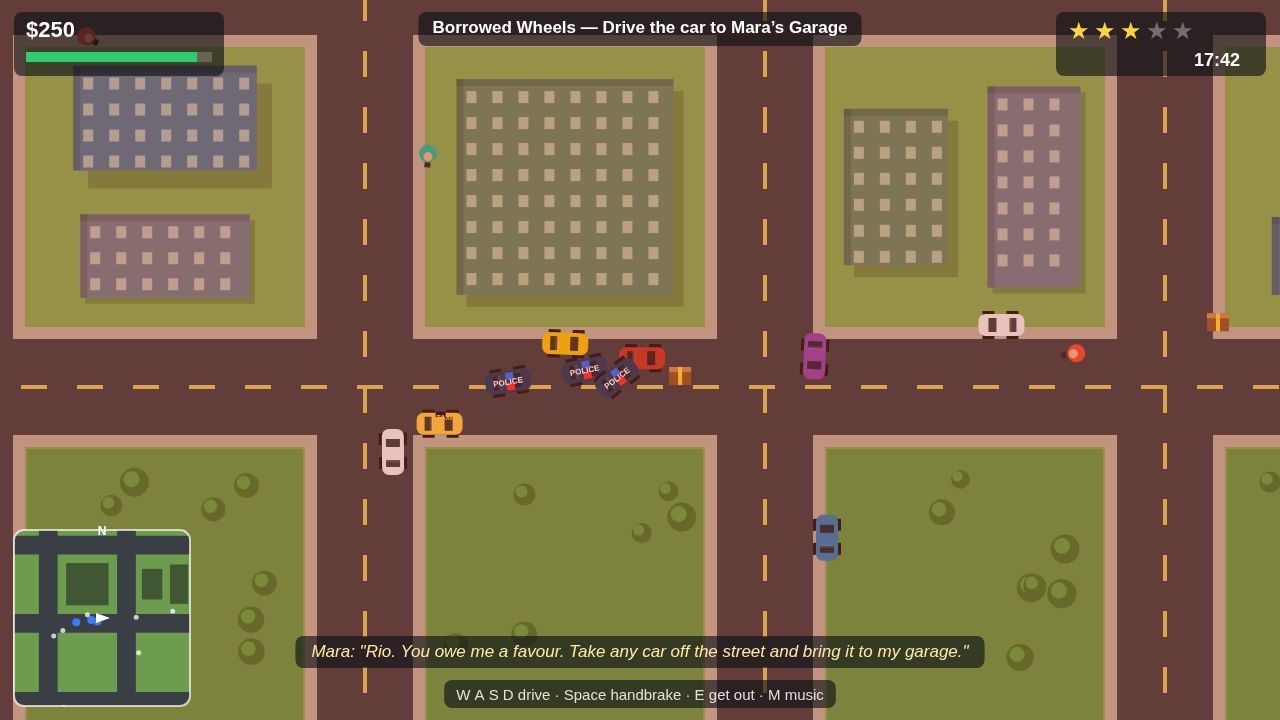 $250
Borrowed Wheels — Drive the car to Mara's Garage
17:42
POLICE
POLICE
POLICE
N
Mara: "Rio. You owe me a favour. Take any car off the street and bring it to my garage."
W A S D drive · Space handbrake · E get out · M music